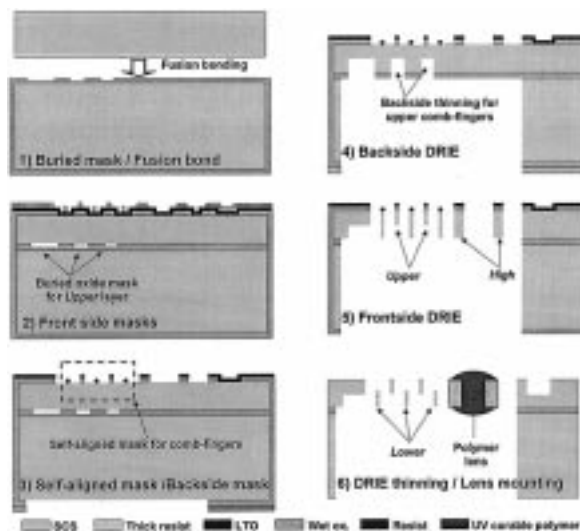 Fusion bonding
1) Buried mask / Fusion bond
Buried oxide mask
for Upper layer
2) Front side masks
Self-aligned mask for comb-fingers
3) Self-aligned mask /Backside mask
Backside thinning for
upper comb-fingers
4) Backside DRIE
Upper
High
5) Frontside DRIE
Lower
Polymer
lens
6) DRIE thinning / Lens mounting
SCS
Thick resist
LTO
Wet ox.
Resist
UV curable polymer